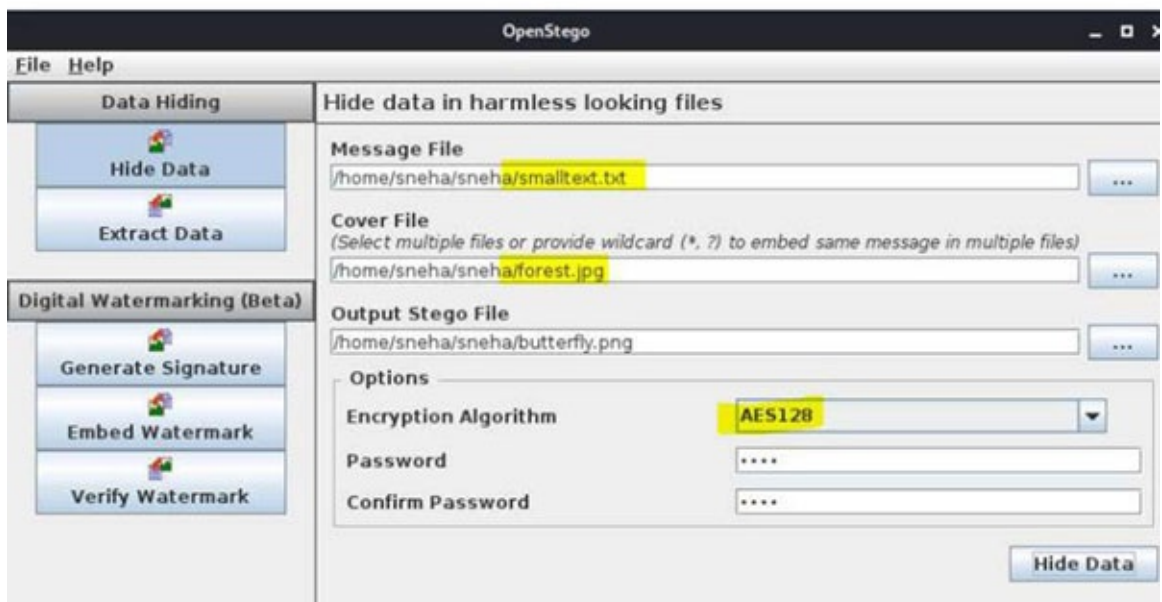 OpenStego
File Help
Data Hiding
Hide Data
Extract Data
Digital Watermarking (Beta)
Generate Signature
Embed Watermark
Verify Watermark
Hide data in harmless looking files
Message File
/home/sneha/sneha/smalltext.txt
...
Cover File
(Select multiple files or provide wildcard (*, ?) to embed same message in multiple files)
/home/sneha/sneha/forest.jpg
...
Output Stego File
/home/sneha/sneha/butterfly.png
...
Options
Encryption Algorithm
AES128
Password
••••
Confirm Password
••••
Hide Data